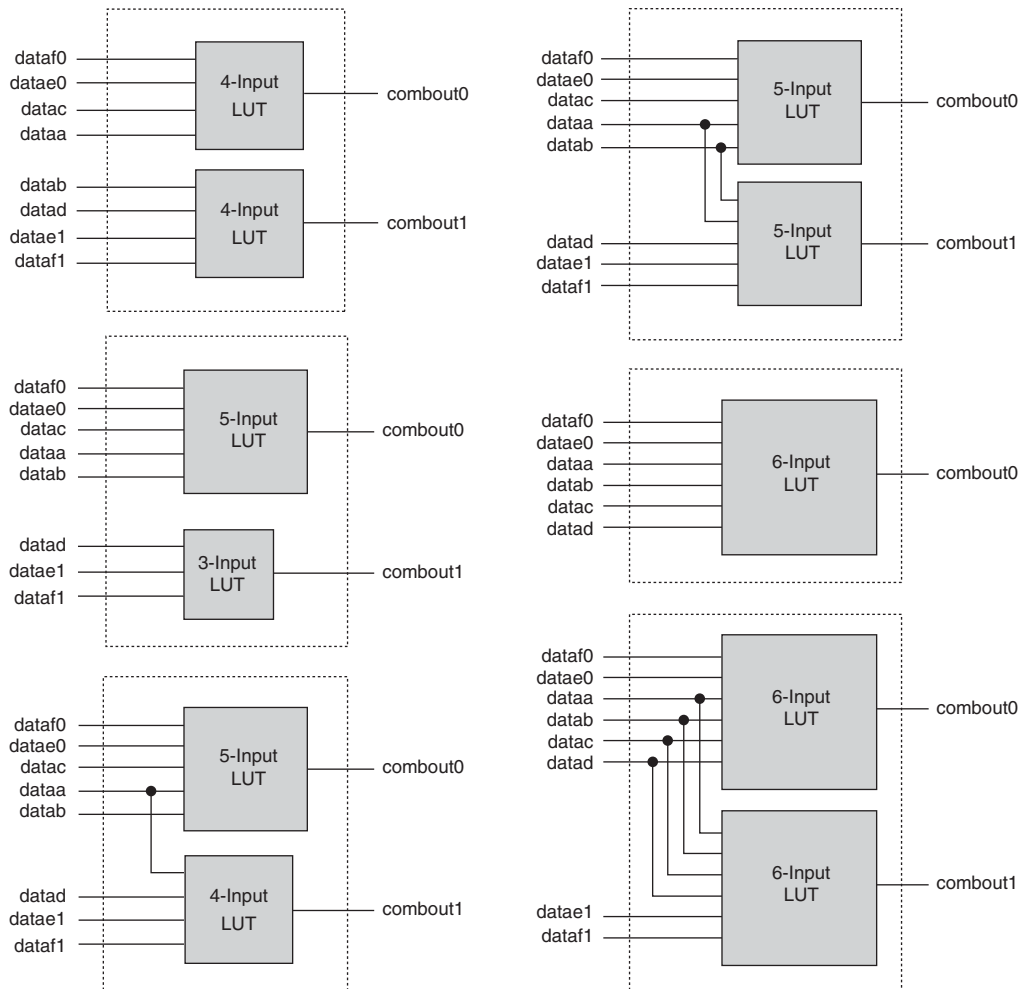 dataf0
datae0
datac
dataa
4-Input
LUT
combout0
datab
datad
datae1
dataf1
4-Input
LUT
combout1
dataf0
datae0
datac
dataa
datab
5-Input
LUT
combout0
datad
datae1
dataf1
3-Input
LUT
combout1
dataf0
datae0
datac
dataa
datab
5-Input
LUT
combout0
datad
datae1
dataf1
4-Input
LUT
combout1
dataf0
datae0
datac
dataa
datab
5-Input
LUT
combout0
datad
datae1
dataf1
5-Input
LUT
combout1
dataf0
datae0
dataa
datab
datac
datad
6-Input
LUT
combout0
dataf0
datae0
dataa
datab
datac
datad
6-Input
LUT
combout0
datae1
dataf1
6-Input
LUT
combout1